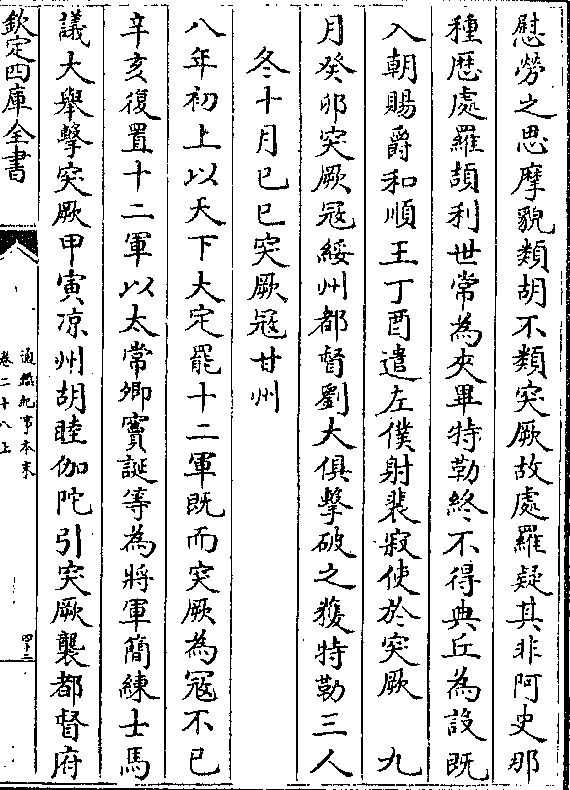 慰勞之思摩貌類胡不類突厥故處羅疑其非阿史那
種歴處羅頡利世常為夾畢特勒終不得典兵為設既
入朝賜爵和順王丁酉遣左僕射裴寂使於突厥　九
月癸卯突厥冦綏州都督劉大俱擊破之獲特勒三人
冬十月己巳突厥冦甘州
八年初上以天下大定罷十二軍既而突厥為冦不已
辛亥復置十二軍以太常卿竇誕等為將軍簡練士馬
議大舉擊突厥甲寅凉州胡睦伽陀引突厥襲都督府
欽定四庫全書
通鑑紀事本末
卷二十八上
四十二